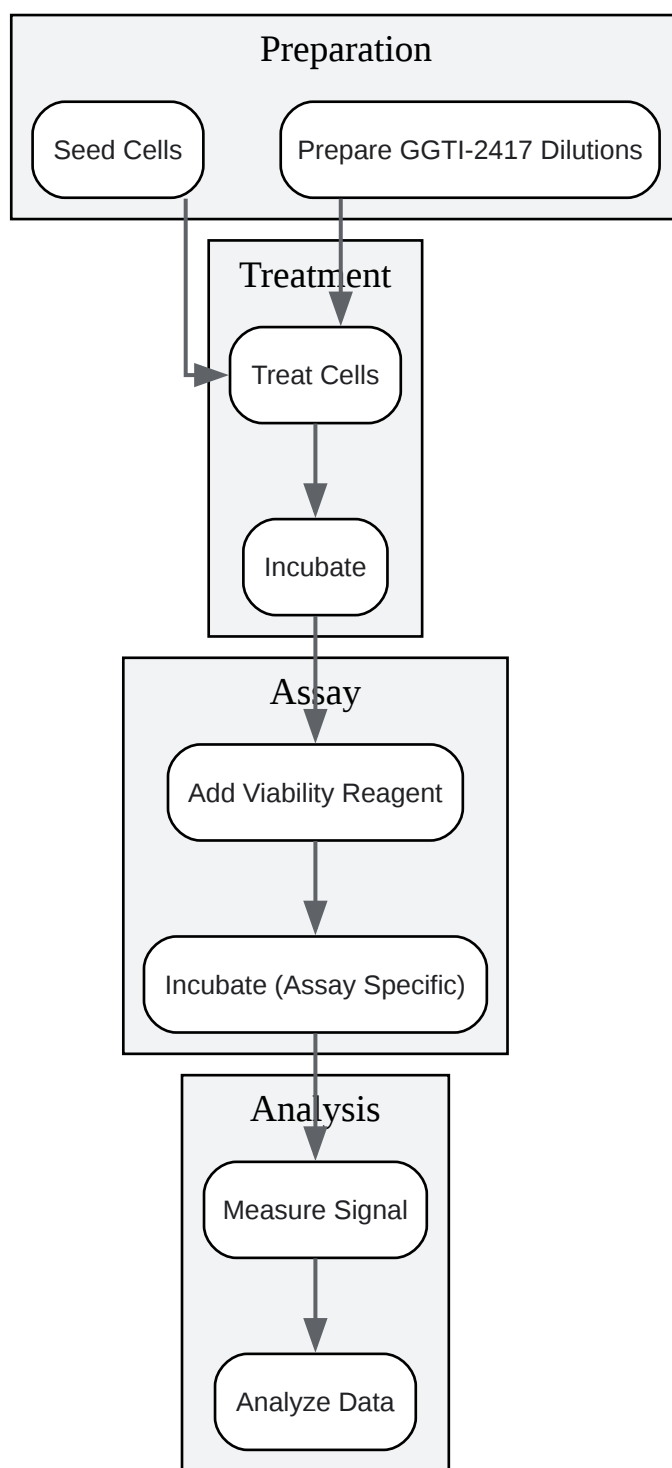 Preparation
Seed Cells
Prepare GGTI-2417 Dilutions
Treatment
Treat Cells
Incubate
Assay
Add Viability Reagent
Incubate (Assay Specific)
Analysis
Measure Signal
Analyze Data